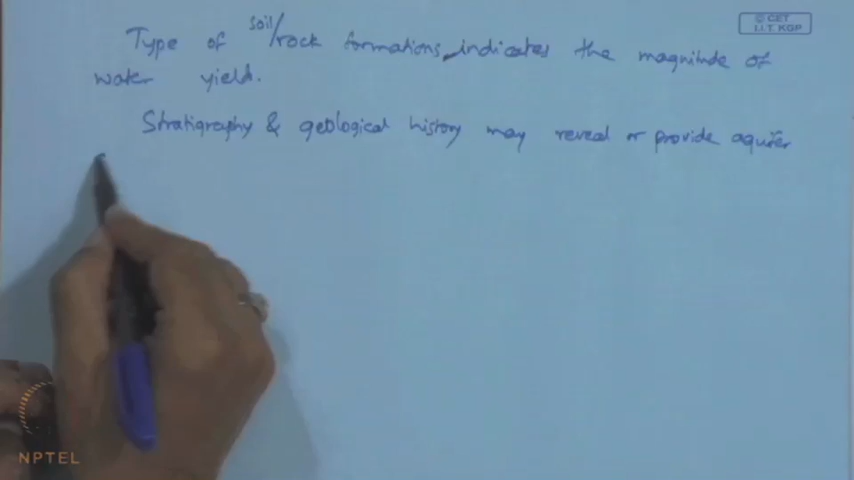 © CET
I.I.T. KGP
Type of soil/rock formations indicates the magnitude of
water yield.
Stratigraphy & geological history may reveal or provide aquifer
NPTEL